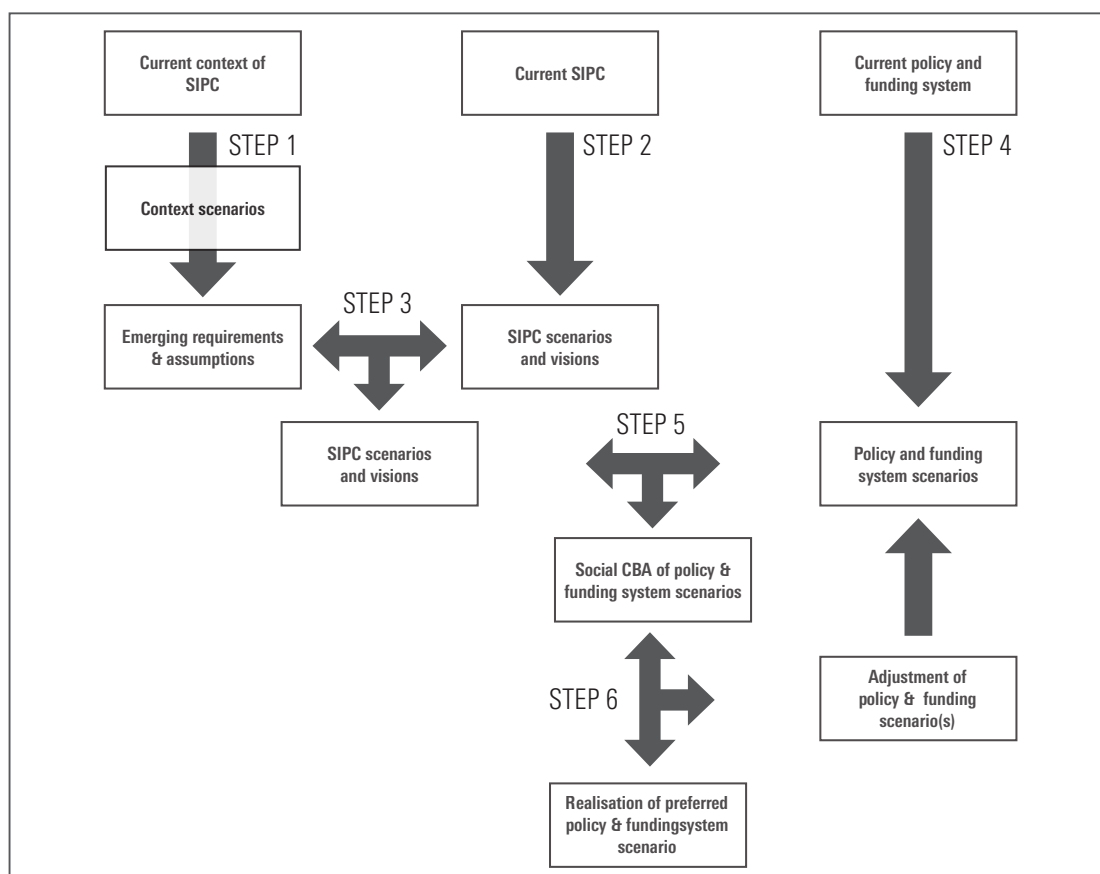 Current context of
SIPC
Current SIPC
Current policy and
funding system
STEP 1
STEP 2
STEP 4
Context scenarios
STEP 3
Emerging requirements
& assumptions
SIPC scenarios
and visions
STEP 5
SIPC scenarios
and visions
Policy and funding
system scenarios
Social CBA of policy &
funding system scenarios
STEP 6
Adjustment of
policy & funding
scenario(s)
Realisation of preferred
policy & fundingsystem
scenario